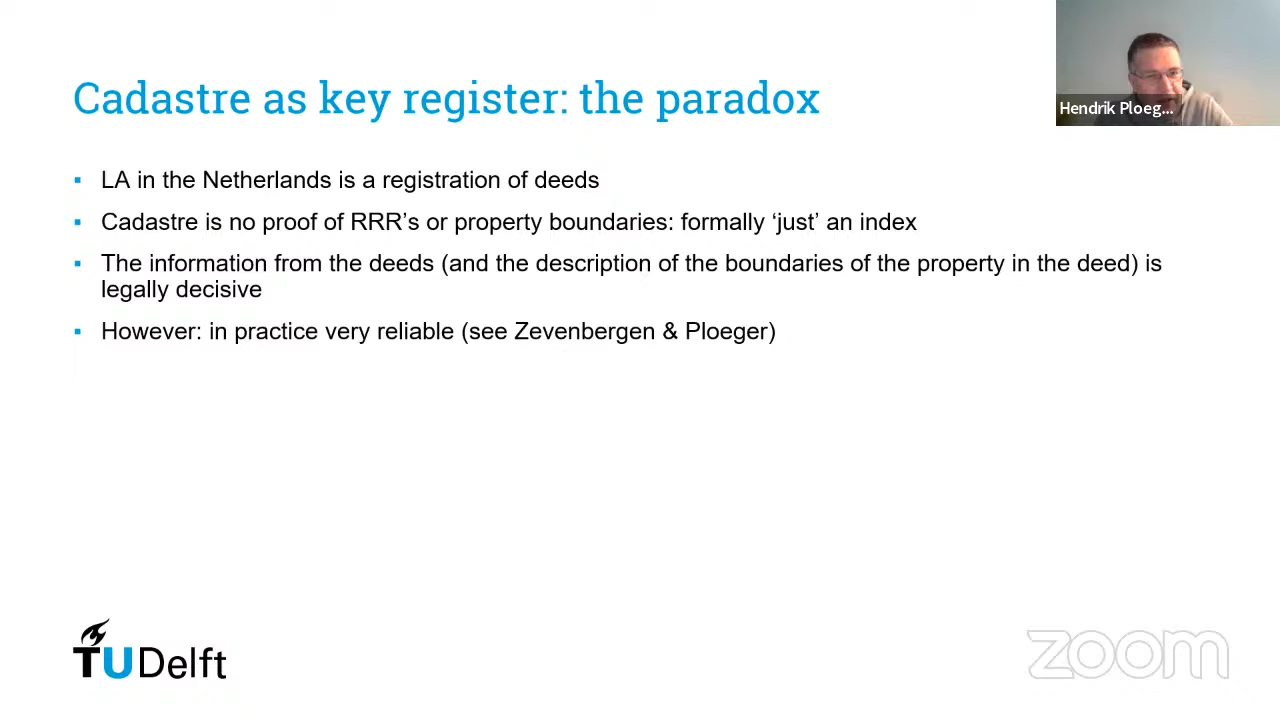 Cadastre as key register: the paradox
Hendrik Ploeg...
▪ LA in the Netherlands is a registration of deeds
▪ Cadastre is no proof of RRR’s or property boundaries: formally ‘just’ an index
▪ The information from the deeds (and the description of the boundaries of the property in the deed) is
legally decisive
▪ However: in practice very reliable (see Zevenbergen & Ploeger)
TUDelft
zoom